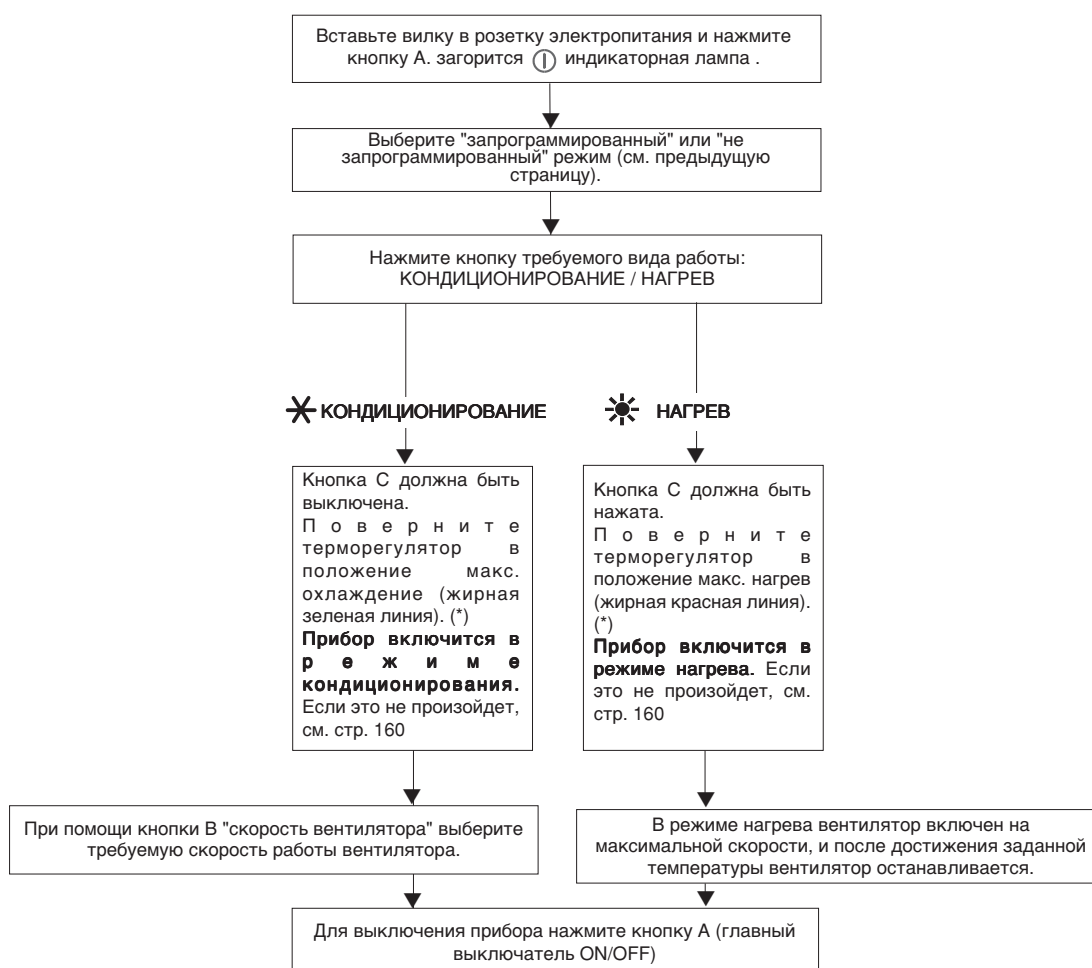 Вставьте вилку в розетку электропитания и нажмите
кнопку А. загорится индикаторная лампа .
Выберите "запрограммированный" или "не
запрограммированный" режим (см. предыдущую
страницу).
Нажмите кнопку требуемого вида работы:
КОНДИЦИОНИРОВАНИЕ / НАГРЕВ
КОНДИЦИОНИРОВАНИЕ
НАГРЕВ
Кнопка С должна быть
выключена.
Поверните
терморегулятор в
положение макс.
охлаждение (жирная
зеленая линия). (*)
Прибор включится в
режиме
кондиционирования.
Если это не произойдет,
см. стр. 160
Кнопка С должна быть
нажата.
Поверните
терморегулятор в
положение макс. нагрев
(жирная красная линия).
(*)
Прибор включится в
режиме нагрева. Если
это не произойдет, см.
стр. 160
При помощи кнопки В "скорость вентилятора" выберите
требуемую скорость работы вентилятора.
В режиме нагрева вентилятор включен на
максимальной скорости, и после достижения заданной
температуры вентилятор останавливается.
Для выключения прибора нажмите кнопку А (главный
выключатель ON/OFF)